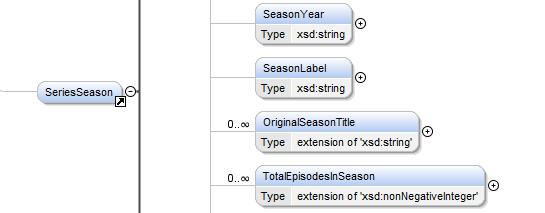 SeasonYear
Type xsd:string
SeasonLabel
Type xsd:string
SeriesSeason
0..∞ OriginalSeasonTitle
Type extension of 'xsd:string'
0..∞ TotalEpisodesInSeason
Type extension of 'xsd:nonNegativeInteger'